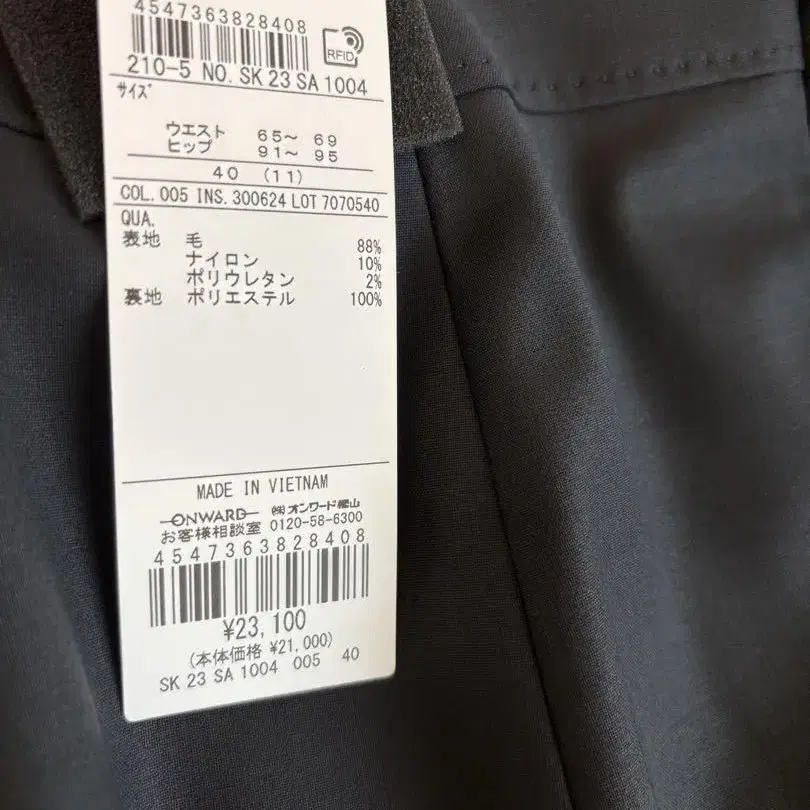 4547363828408
RFID
210-5 NO. SK 23 SA 1004
サイズ
ウエスト 65～ 69
ヒップ 91～ 95
40 (11)
COL. 005 INS. 300624 LOT 7070540
QUA.
表地 毛 88%
ナイロン 10%
ポリウレタン 2%
裏地 ポリエステル 100%
MADE IN VIETNAM
ONWARD ㈱オンワード樫山
お客様相談室 0120-58-6300
4547363828408
¥23,100
(本体価格 ¥21,000)
SK 23 SA 1004 005 40